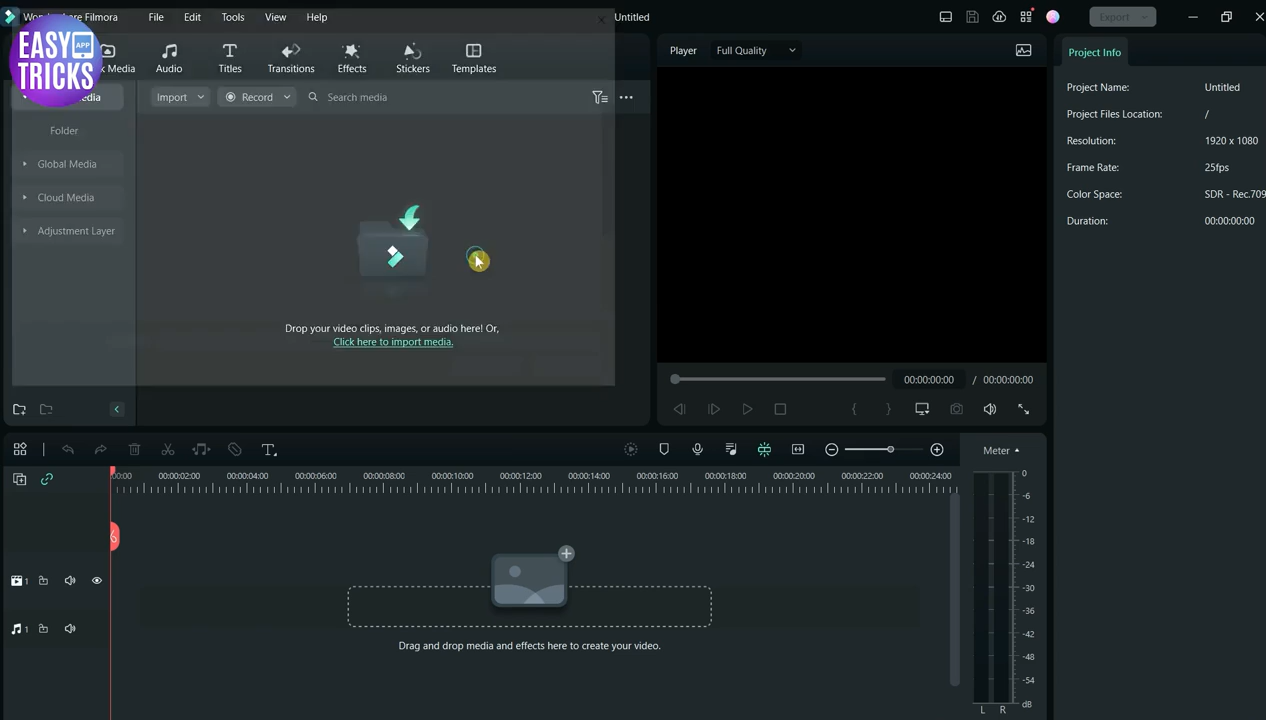 Wondershare Filmora File Edit Tools View Help Untitled Export
EASY
APP
TRICKS
Media Audio Titles Transitions Effects Stickers Templates
Import Record Search media
Folder
Global Media
Cloud Media
Adjustment Layer
Drop your video clips, images, or audio here! Or,
Click here to import media.
Player Full Quality
00:00:00:00 / 00:00:00:00
Project Info
Project Name: Untitled
Project Files Location: /
Resolution: 1920 x 1080
Frame Rate: 25fps
Color Space: SDR - Rec.709
Duration: 00:00:00:00
Meter
00:00 00:00:02:00 00:00:04:00 00:00:06:00 00:00:08:00 00:00:10:00 00:00:12:00 00:00:14:00 00:00:16:00 00:00:18:00 00:00:20:00 00:00:22:00 00:00:24:00
1
1
Drag and drop media and effects here to create your video.
0
-6
-12
-18
-24
-30
-36
-42
-48
-54
dB
L R